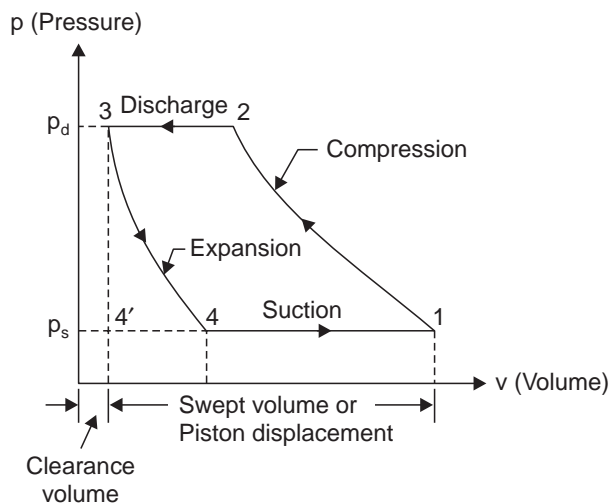 p (Pressure)
3
Discharge
2
p_d
Compression
Expansion
Suction
p_s
4′
4
1
v (Volume)
Swept volume or
Piston displacement
Clearance
volume